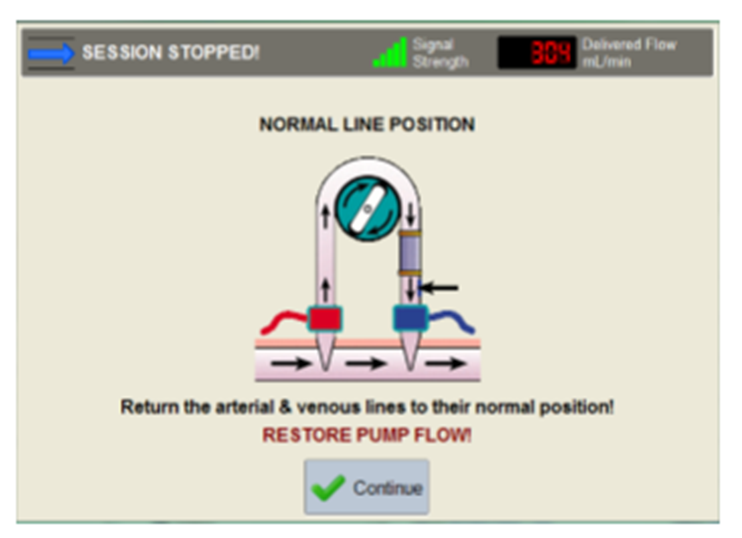 SESSION STOPPED!
Signal
Strength
304
Delivered Flow
mL/min
NORMAL LINE POSITION
Return the arterial & venous lines to their normal position!
RESTORE PUMP FLOW!
Continue